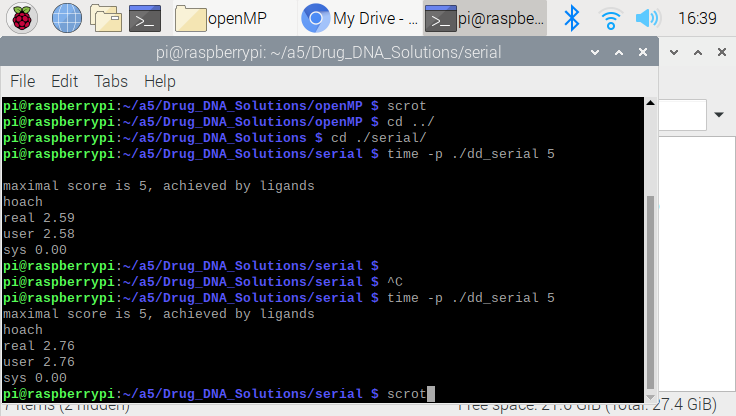 openMP
My Drive - ...
pi@raspbe...
16:39
pi@raspberrypi: ~/a5/Drug_DNA_Solutions/serial
File Edit Tabs Help
pi@raspberrypi:~/a5/Drug_DNA_Solutions/openMP $ scrot
pi@raspberrypi:~/a5/Drug_DNA_Solutions/openMP $ cd ../
pi@raspberrypi:~/a5/Drug_DNA_Solutions $ cd ./serial/
pi@raspberrypi:~/a5/Drug_DNA_Solutions/serial $ time -p ./dd_serial 5
maximal score is 5, achieved by ligands
hoach
real 2.59
user 2.58
sys 0.00
pi@raspberrypi:~/a5/Drug_DNA_Solutions/serial $
pi@raspberrypi:~/a5/Drug_DNA_Solutions/serial $ ^C
pi@raspberrypi:~/a5/Drug_DNA_Solutions/serial $ time -p ./dd_serial 5
maximal score is 5, achieved by ligands
hoach
real 2.76
user 2.76
sys 0.00
pi@raspberrypi:~/a5/Drug_DNA_Solutions/serial $ scrot
7 items (2 hidden) Free space: 21.6 GiB (Total: 27.4 GiB)